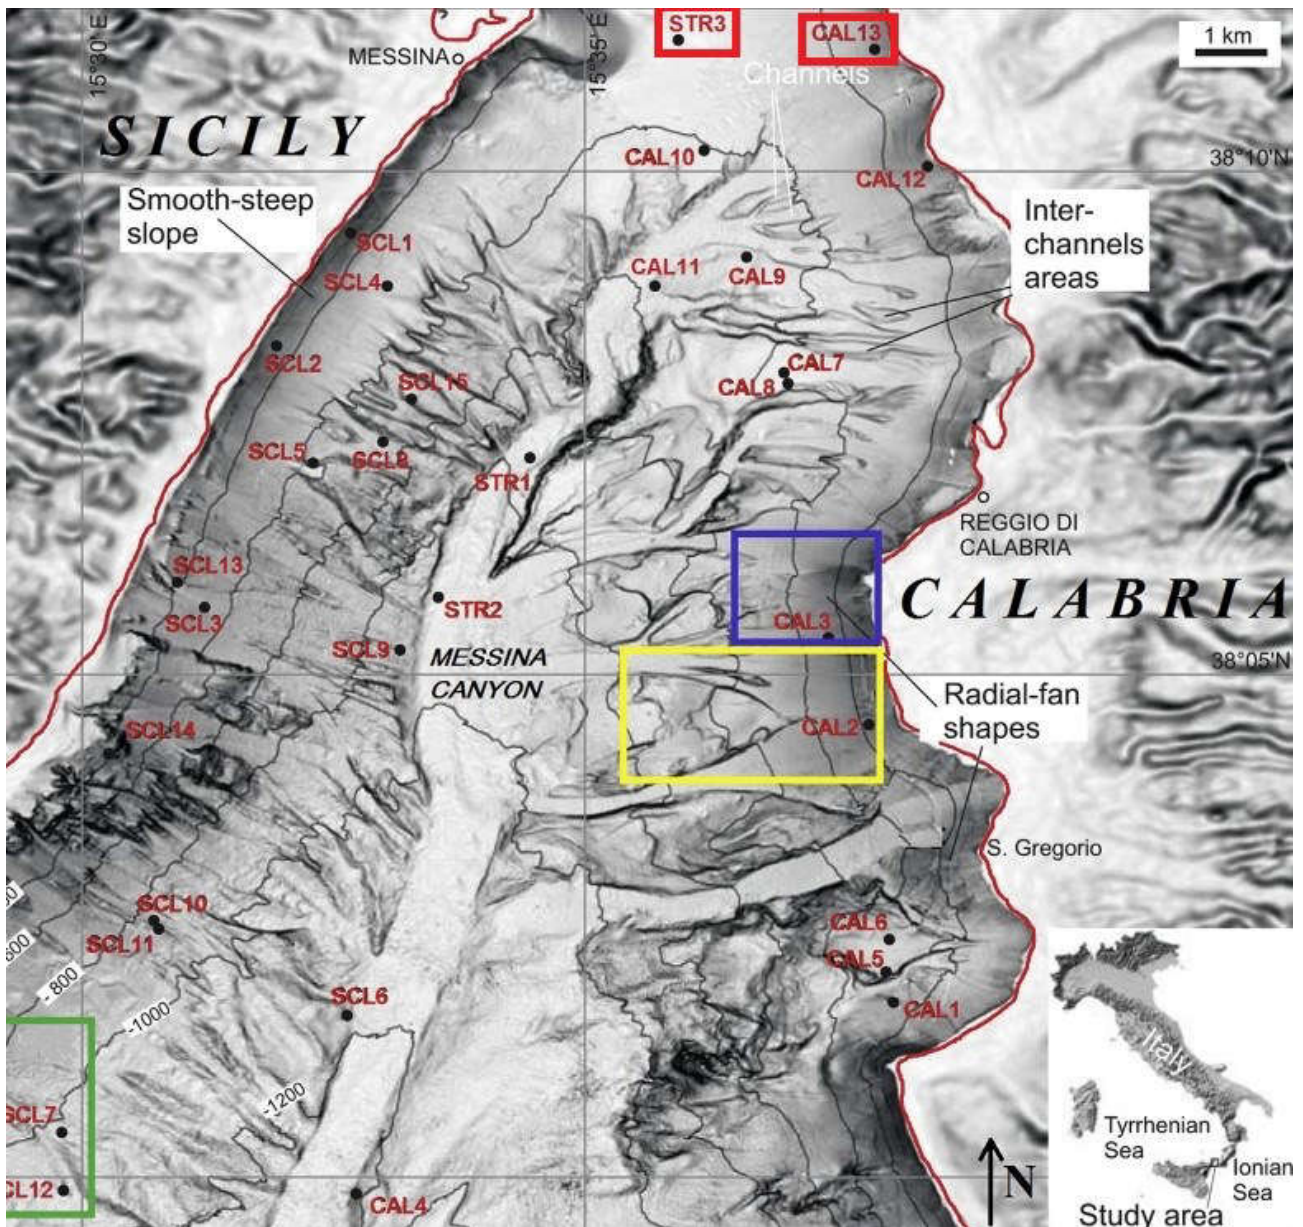 STR3
CAL13
1 km
MESSINA
15°30' E
15°35' E
Channels
SICILY
CAL10
38°10'N
CAL12
Smooth-steep
slope
Inter-
channels
areas
SCL1
SCL4
CAL11
CAL9
SCL2
CAL7
CAL8
SCL15
SCL5
SCL8
STR1
REGGIO DI
CALABRIA
SCL13
CALABRIA
SCL3
STR2
CAL3
SCL9
MESSINA
CANYON
38°05'N
Radial-fan
shapes
SCL14
CAL2
S. Gregorio
SCL10
SCL11
CAL6
CAL5
600
- 800
-1000
SCL6
CAL1
-1200
Italy
SCL7
Tyrrhenian
Sea
CL12
CAL4
N
Ionian
Sea
Study area